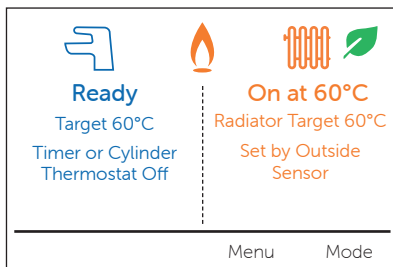 Ready
Target 60°C
Timer or Cylinder
Thermostat Off
On at 60°C
Radiator Target 60°C
Set by Outside
Sensor
Menu
Mode